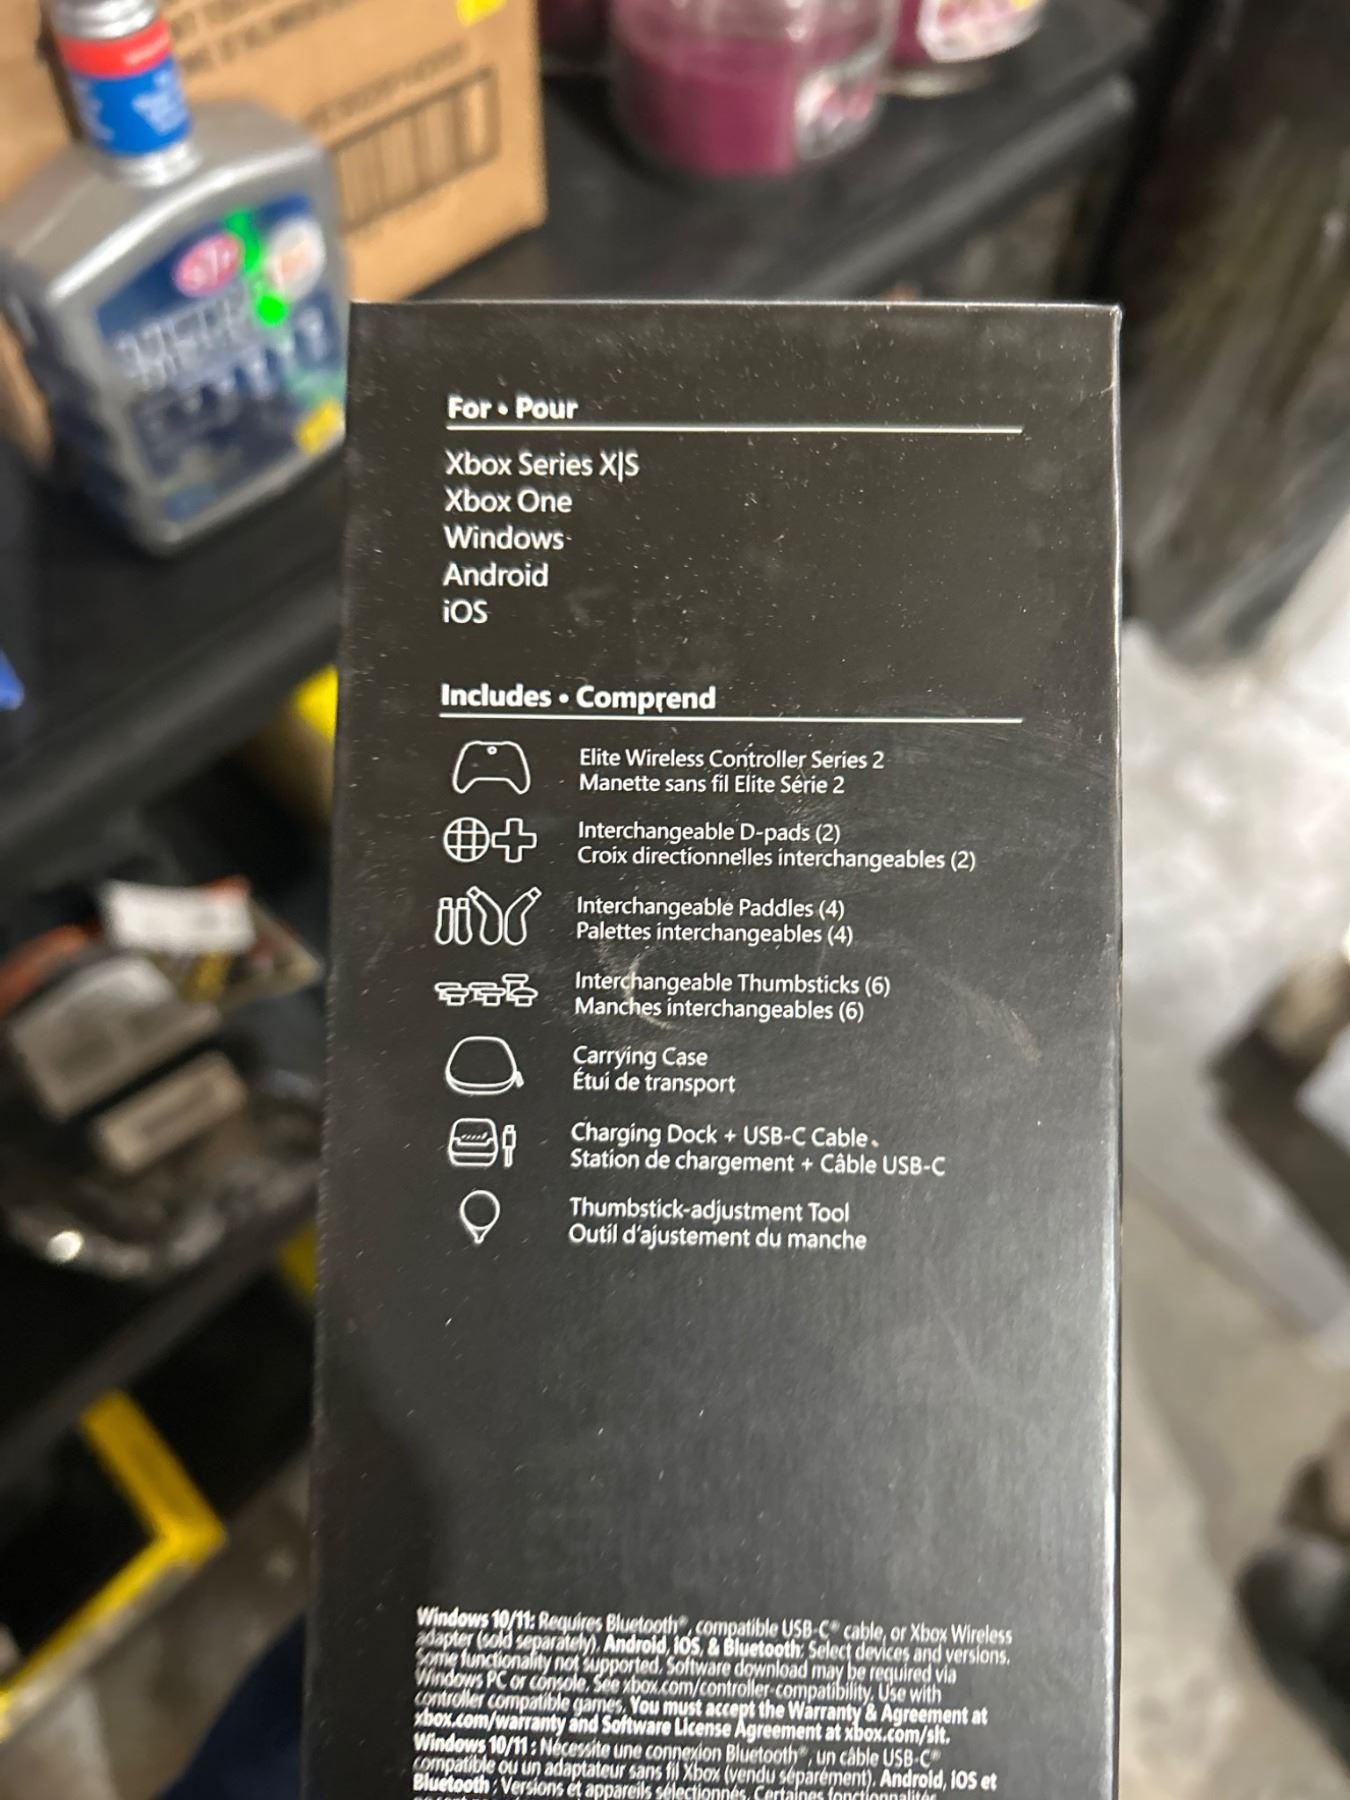 For • Pour
Xbox Series X|S
Xbox One
Windows
Android
iOS
Includes • Comprend
Elite Wireless Controller Series 2
Manette sans fil Elite Série 2
Interchangeable D-pads (2)
Croix directionnelles interchangeables (2)
Interchangeable Paddles (4)
Palettes interchangeables (4)
Interchangeable Thumbsticks (6)
Manches interchangeables (6)
Carrying Case
Étui de transport
Charging Dock + USB-C Cable
Station de chargement + Câble USB-C
Thumbstick-adjustment Tool
Outil d'ajustement du manche
Windows 10/11: Requires Bluetooth®, compatible USB-C® cable, or Xbox Wireless
adapter (sold separately). Android, iOS, & Bluetooth: Select devices and versions.
Some functionality not supported. Software download may be required via
Windows PC or console. See xbox.com/controller-compatibility. Use with
controller compatible games. You must accept the Warranty & Agreement at
xbox.com/warranty and Software License Agreement at xbox.com/slt.
Windows 10/11 : Nécessite une connexion Bluetooth®, un câble USB-C®
compatible ou un adaptateur sans fil Xbox (vendu séparément). Android, iOS et
Bluetooth : Versions et appareils sélectionnés. Certaines fonctionnalités